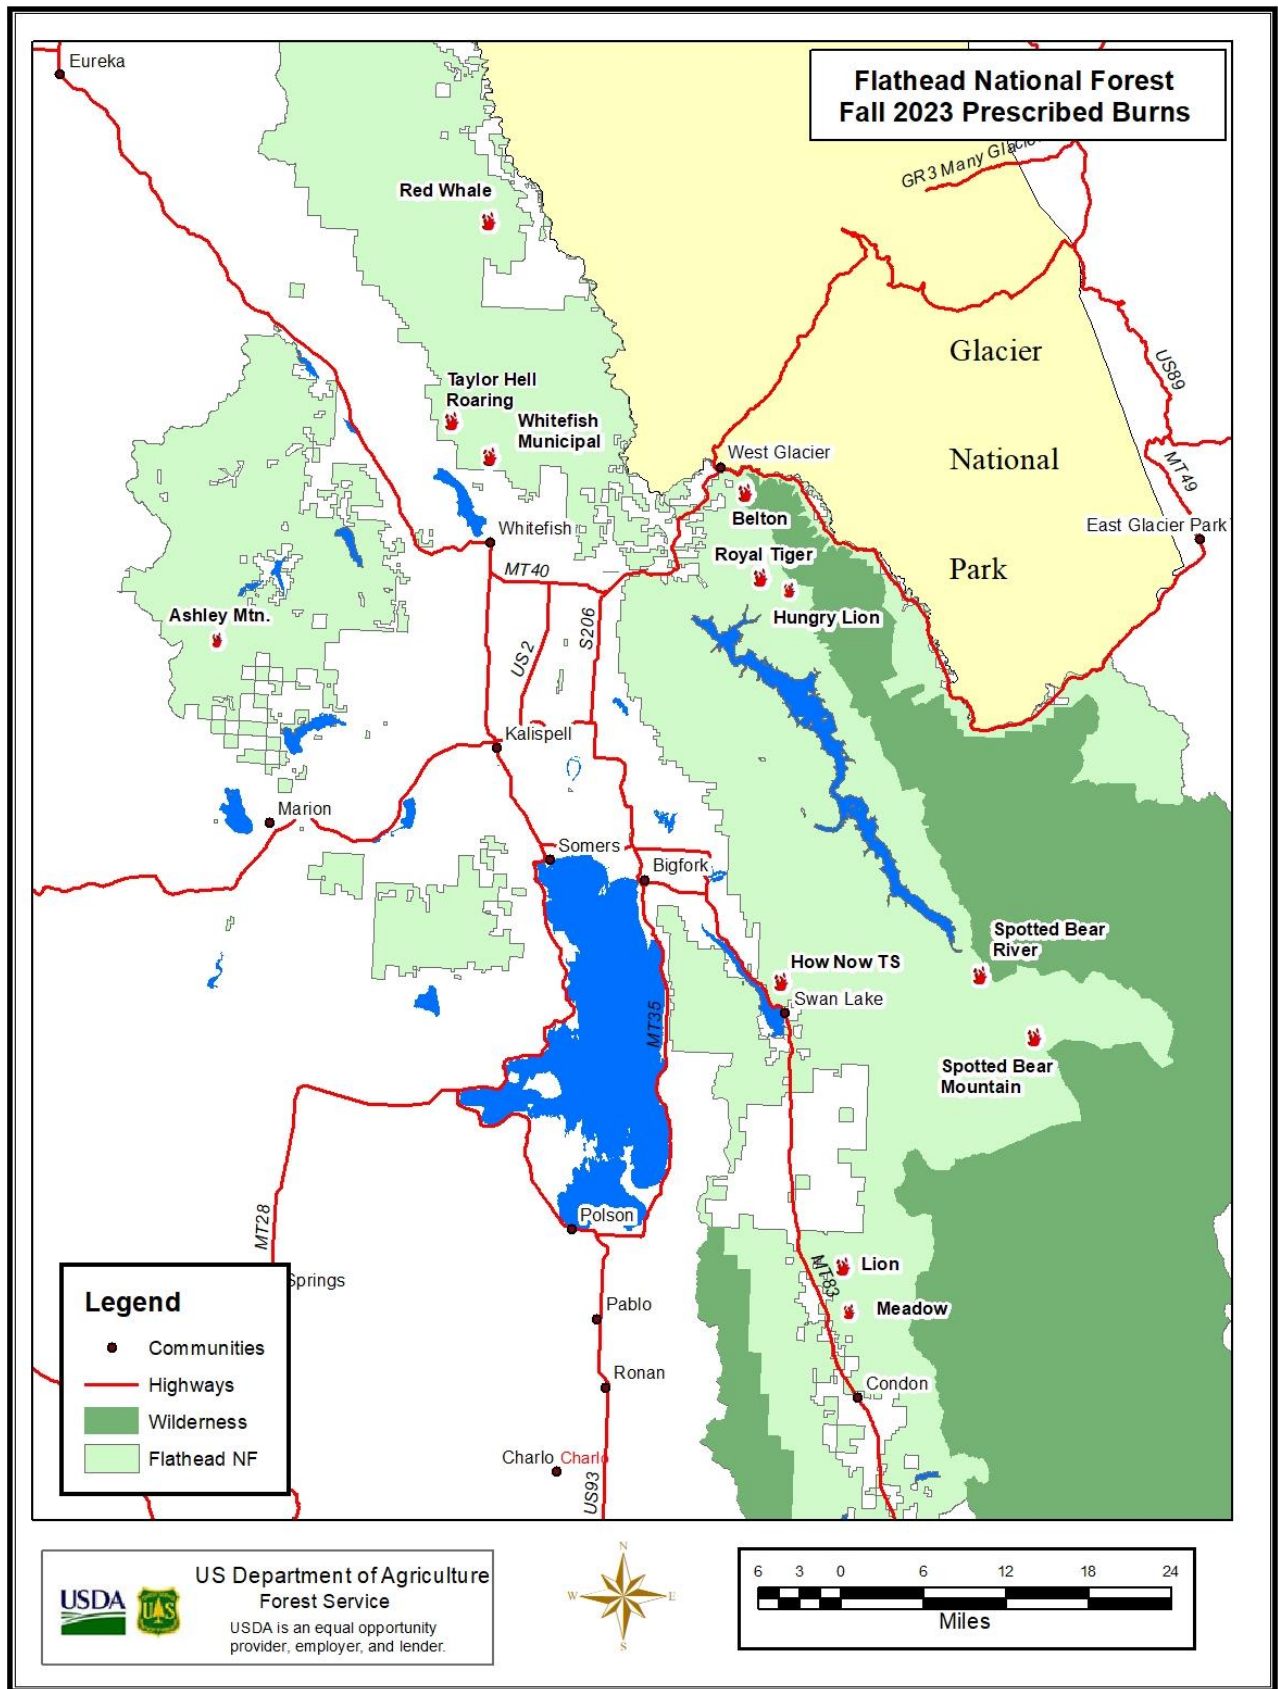 Flathead National Forest
Fall 2023 Prescribed Burns
Eureka
GR3 Many Glacier
Red Whale
Glacier
US89
Taylor Hell
Roaring
Whitefish
Municipal
West Glacier
National
MT49
Belton
East Glacier Park
Whitefish
Royal Tiger
MT40
Park
Ashley Mtn.
US2
S206
Hungry Lion
Kalispell
Marion
Somers
Bigfork
Spotted Bear
River
How Now TS
Swan Lake
MT35
Spotted Bear
Mountain
MT28
Polson
Springs
Lion
MT83
Pablo
Meadow
Ronan
Condon
Charlo Charlo
US93
Legend
Communities
Highways
Wilderness
Flathead NF
USDA
UAS
US Department of Agriculture
Forest Service
USDA is an equal opportunity
provider, employer, and lender.
N
W E
S
6 3 0 6 12 18 24
Miles